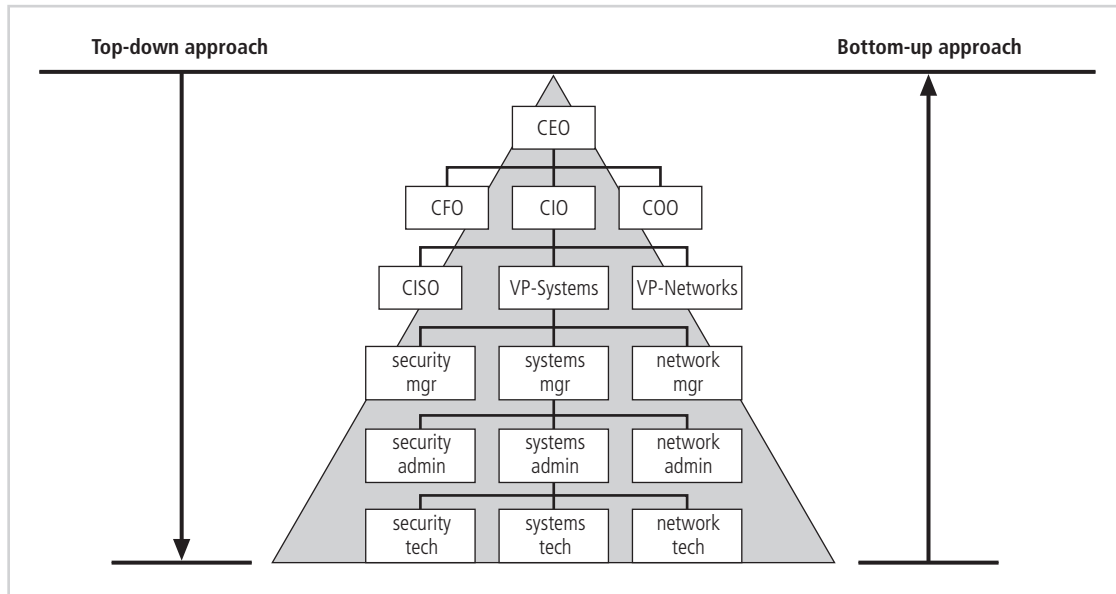 Top-down approach
Bottom-up approach
CEO
CFO
CIO
COO
CISO
VP-Systems
VP-Networks
security
mgr
systems
mgr
network
mgr
security
admin
systems
admin
network
admin
security
tech
systems
tech
network
tech